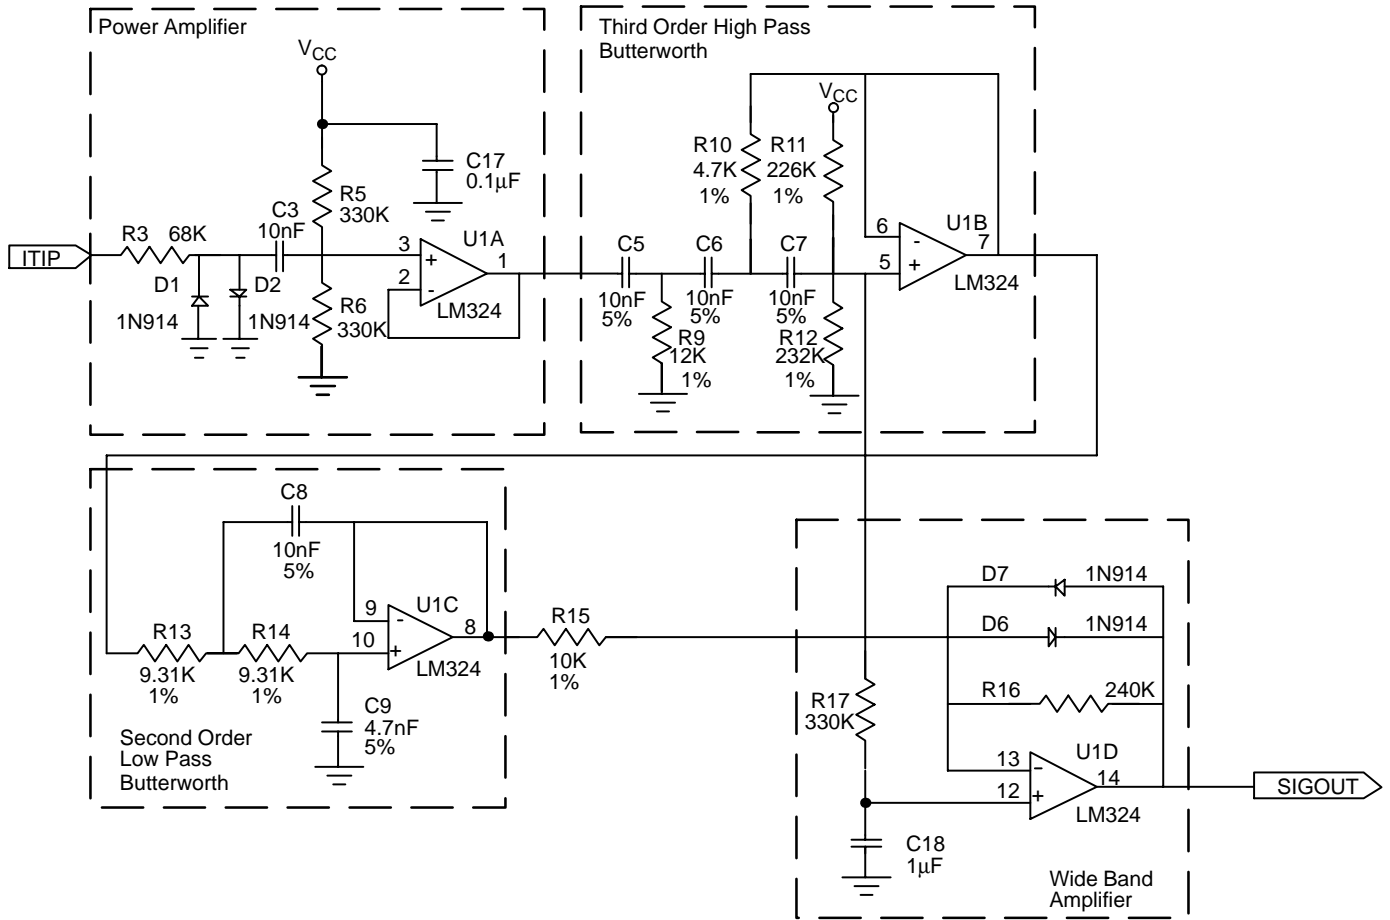 Power Amplifier
VCC
C17
0.1µF
R5
330K
C3
10nF
R3 68K
ITIP
D1
1N914
D2
1N914
R6
330K
3
+
2
-
U1A
1
LM324
Third Order High Pass
Butterworth
VCC
R10
4.7K
1%
R11
226K
1%
C5
10nF
5%
C6
10nF
5%
C7
10nF
5%
R9
12K
1%
R12
232K
1%
6
-
5
+
U1B
7
LM324
C8
10nF
5%
R13
9.31K
1%
R14
9.31K
1%
9
-
10
+
U1C
8
LM324
C9
4.7nF
5%
Second Order
Low Pass
Butterworth
R15
10K
1%
D7 1N914
D6 1N914
R16 240K
R17
330K
13
-
12
+
U1D
14
LM324
SIGOUT
C18
1µF
Wide Band
Amplifier